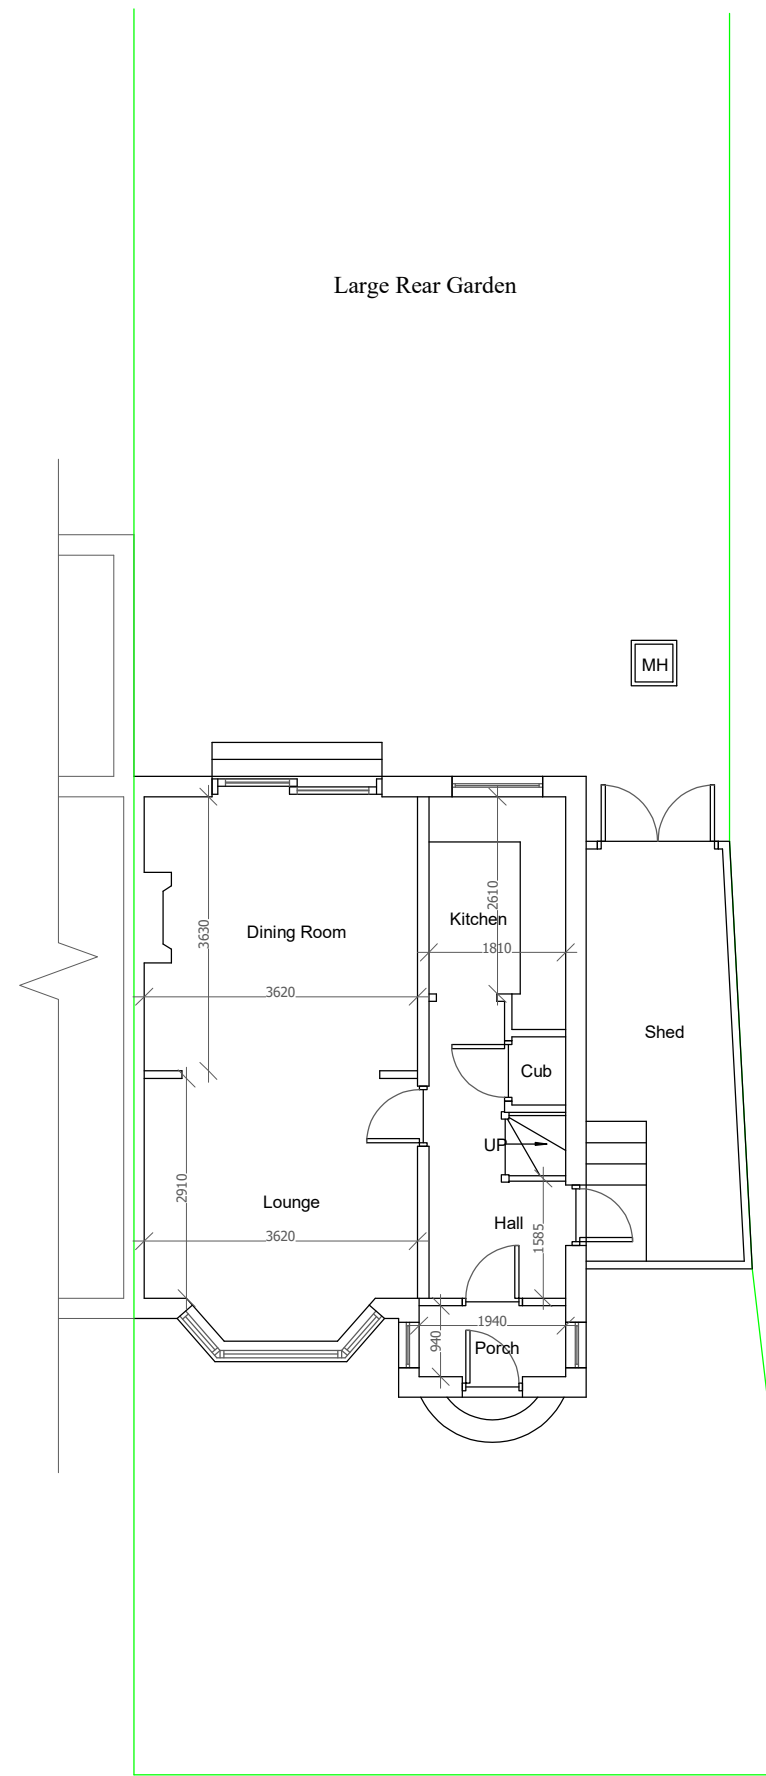 Large Rear Garden
MH
2610
Kitchen
3630
Dining Room
1810
3620
Shed
Cub
UP
2910
Lounge
Hall
1585
3620
1940
940
Porch